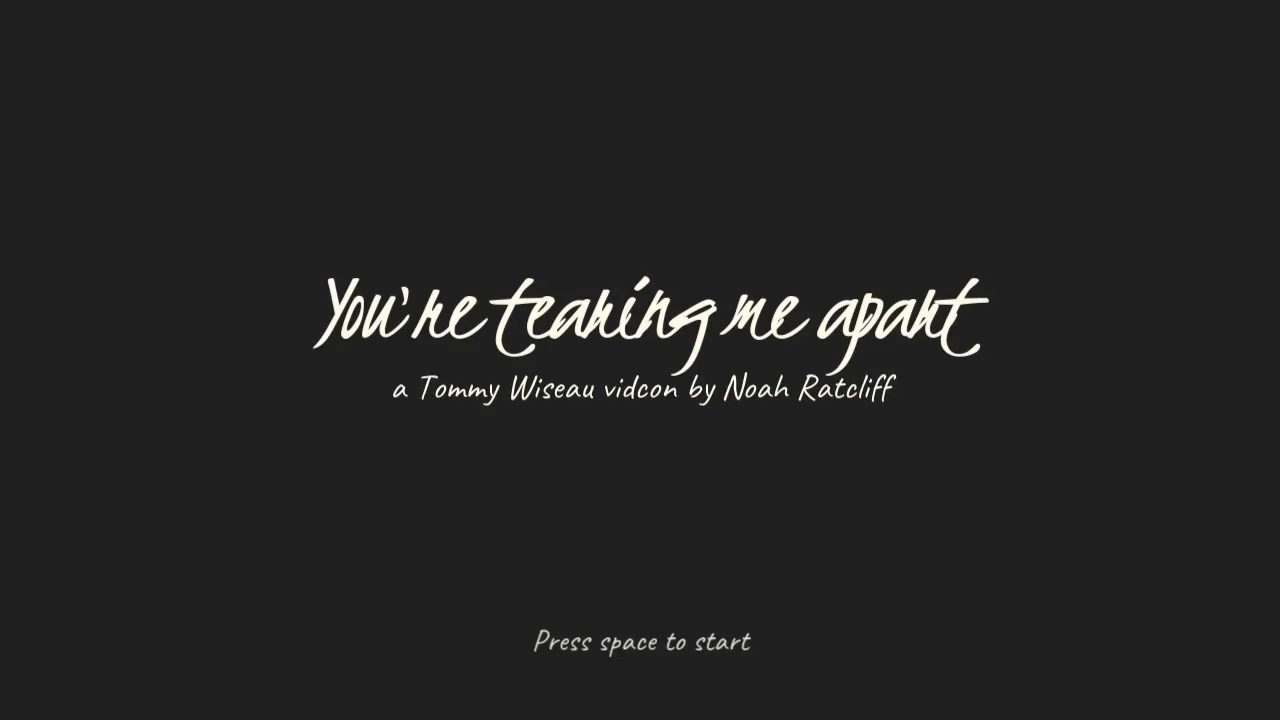 You're tearing me apart
a Tommy Wiseau vidcon by Noah Ratcliff
Press space to start